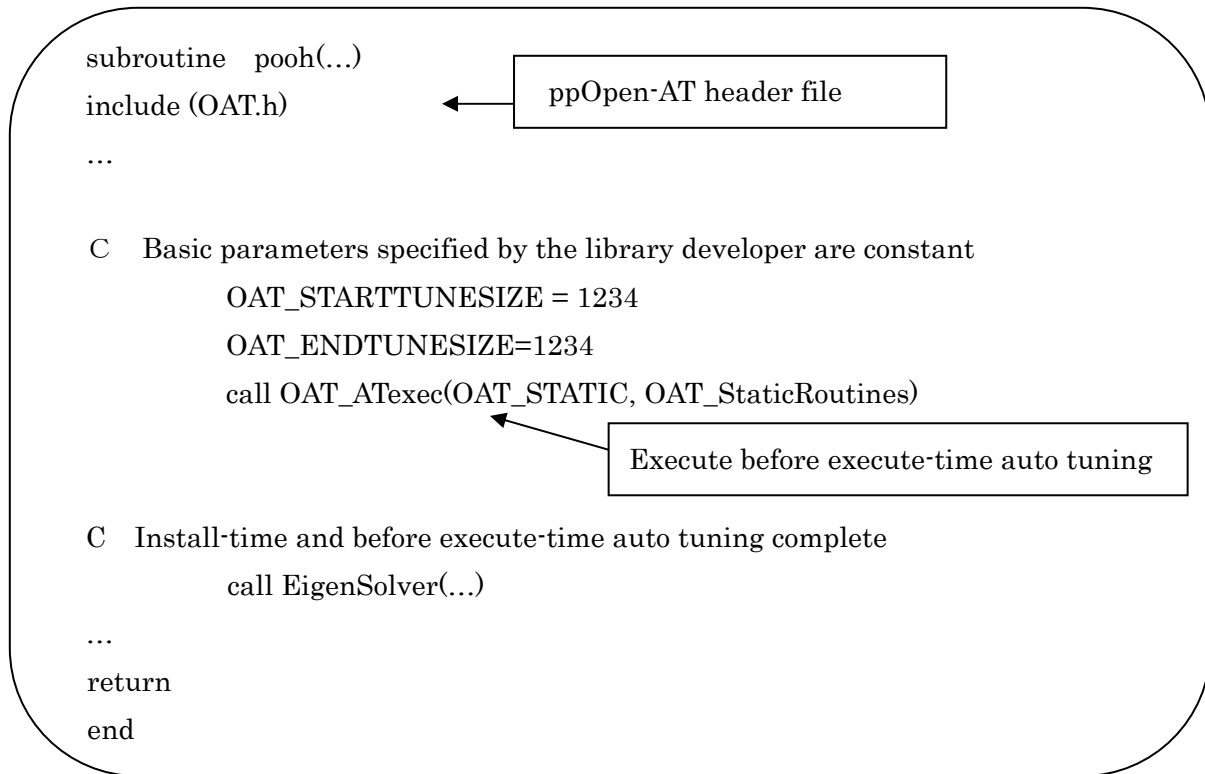 subroutine pooh(…)
include (OAT.h)
ppOpen-AT header file
…
C Basic parameters specified by the library developer are constant
OAT_STARTTUNESIZE = 1234
OAT_ENDTUNESIZE=1234
call OAT_ATexec(OAT_STATIC, OAT_StaticRoutines)
Execute before execute-time auto tuning
C Install-time and before execute-time auto tuning complete
call EigenSolver(…)
…
return
end